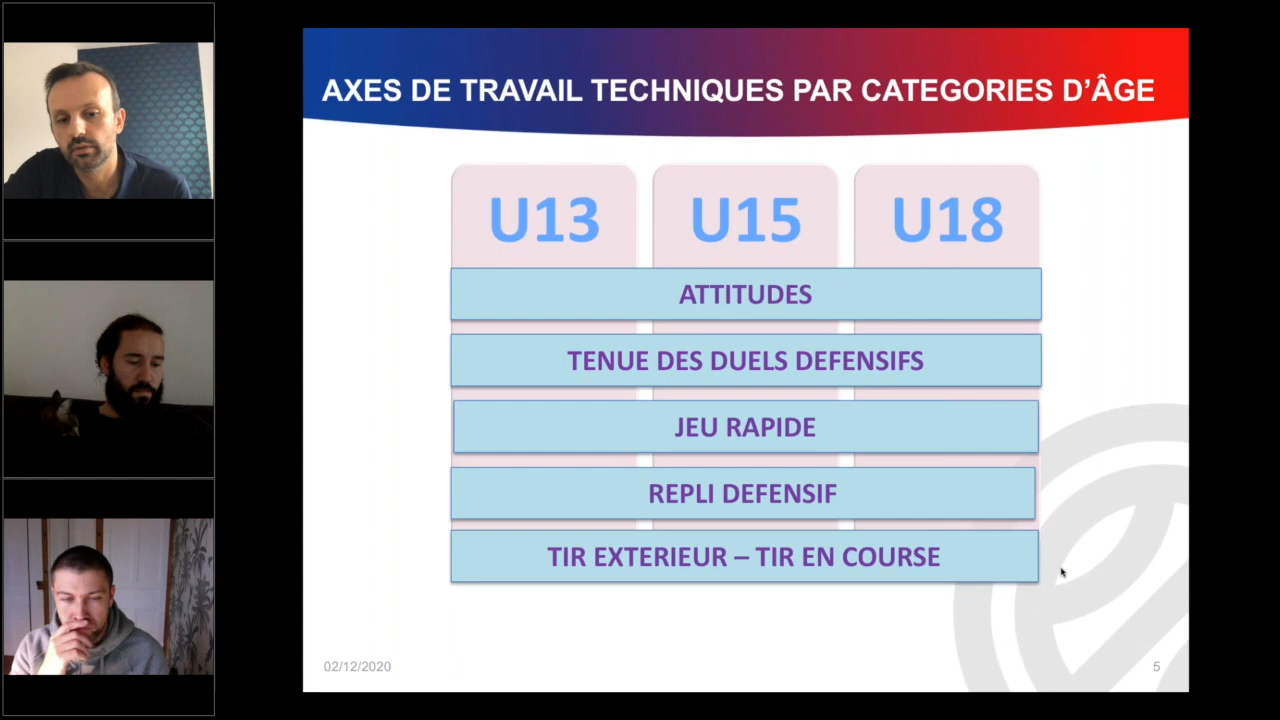 AXES DE TRAVAIL TECHNIQUES PAR CATEGORIES D’ÂGE
U13 U15 U18
ATTITUDES
TENUE DES DUELS DEFENSIFS
JEU RAPIDE
REPLI DEFENSIF
TIR EXTERIEUR – TIR EN COURSE
02/12/2020 5